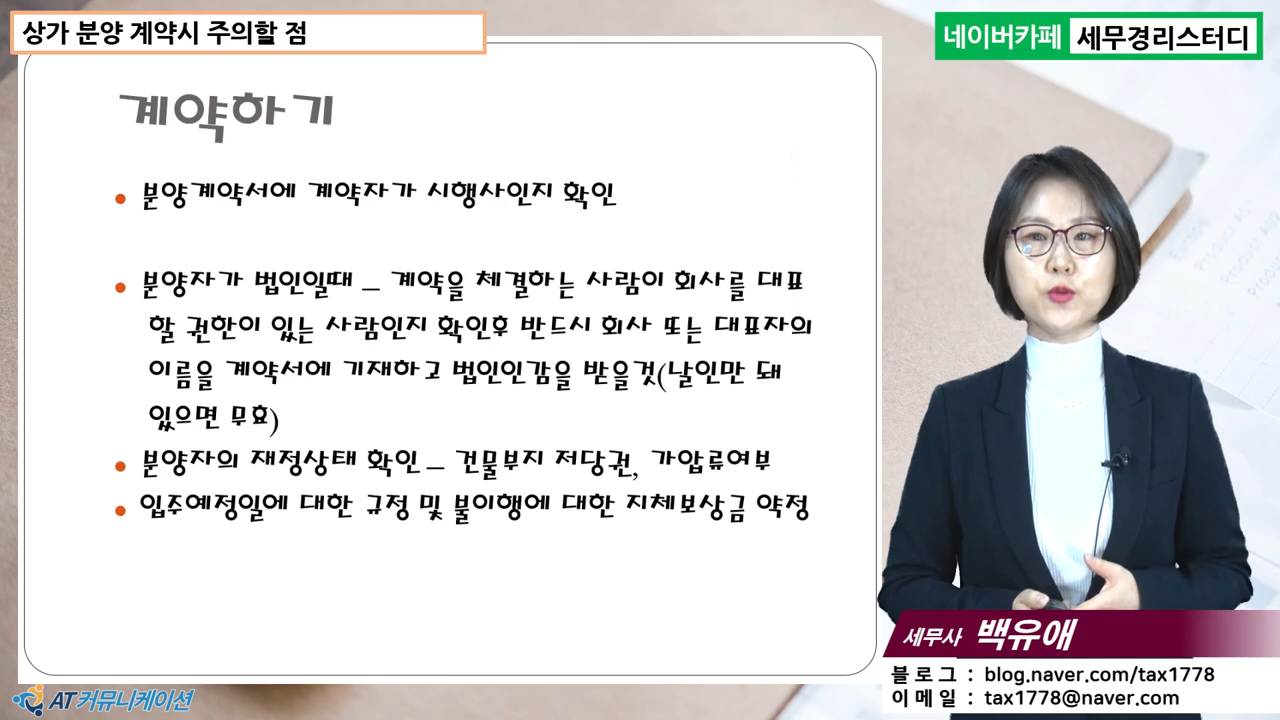 상가 분양 계약시 주의할 점
네이버카페 세무경리스터디
계약하기
• 분양계약서에 계약자가 시행사인지 확인
• 분양자가 법인일때 – 계약을 체결하는 사람이 회사를 대표
할 권한이 있는 사람인지 확인후 반드시 회사 또는 대표자의
이름을 계약서에 기재하고 법인인감을 받을것(날인만 돼
있으면 무효)
• 분양자의 재정상태 확인 – 건물부지 저당권, 가압류여부
• 입주예정일에 대한 규정 및 불이행에 대한 지체보상금 약정
세무사 백유애
블로그 : blog.naver.com/tax1778
이메일 : tax1778@naver.com
AT커뮤니케이션